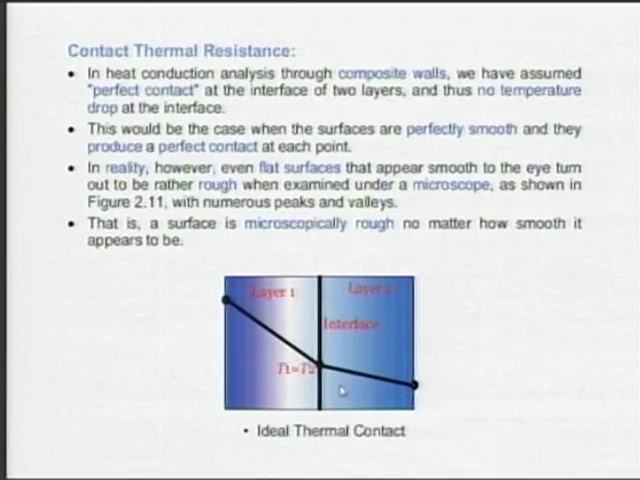 Contact Thermal Resistance:
• In heat conduction analysis through composite walls, we have assumed
"perfect contact" at the interface of two layers, and thus no temperature
drop at the interface.
• This would be the case when the surfaces are perfectly smooth and they
produce a perfect contact at each point.
• In reality, however, even flat surfaces that appear smooth to the eye turn
out to be rather rough when examined under a microscope, as shown in
Figure 2.11, with numerous peaks and valleys.
• That is, a surface is microscopically rough no matter how smooth it
appears to be.
Layer 1
Layer 2
Interface
T1=T2
• Ideal Thermal Contact